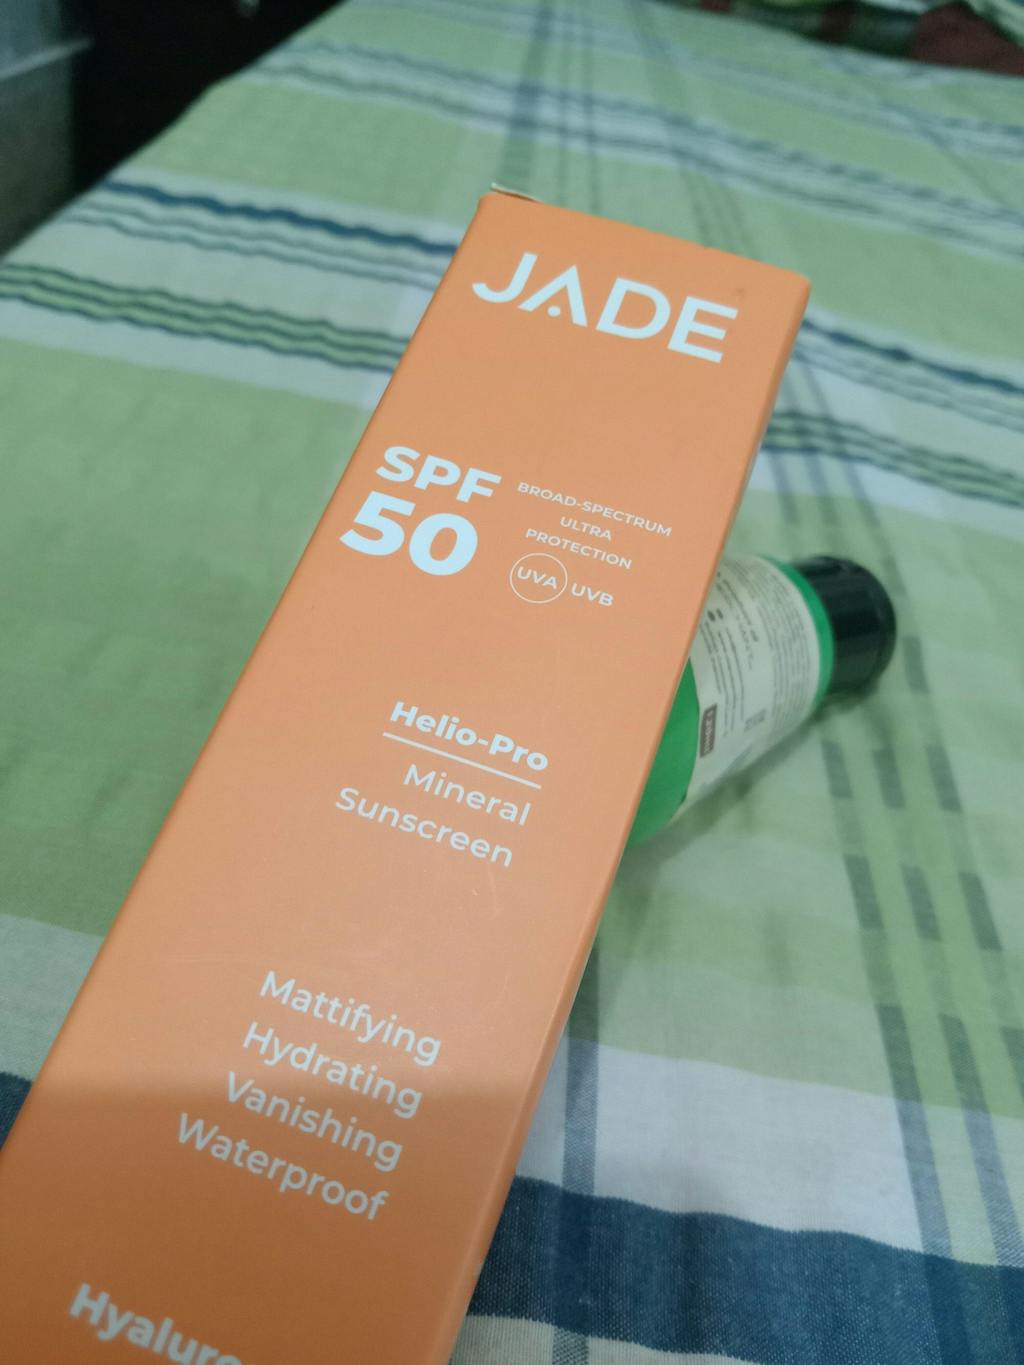 JADE
SPF
50
BROAD-SPECTRUM
ULTRA
PROTECTION
UVA UVB
Helio-Pro
Mineral
Sunscreen
Mattifying
Hydrating
Vanishing
Waterproof